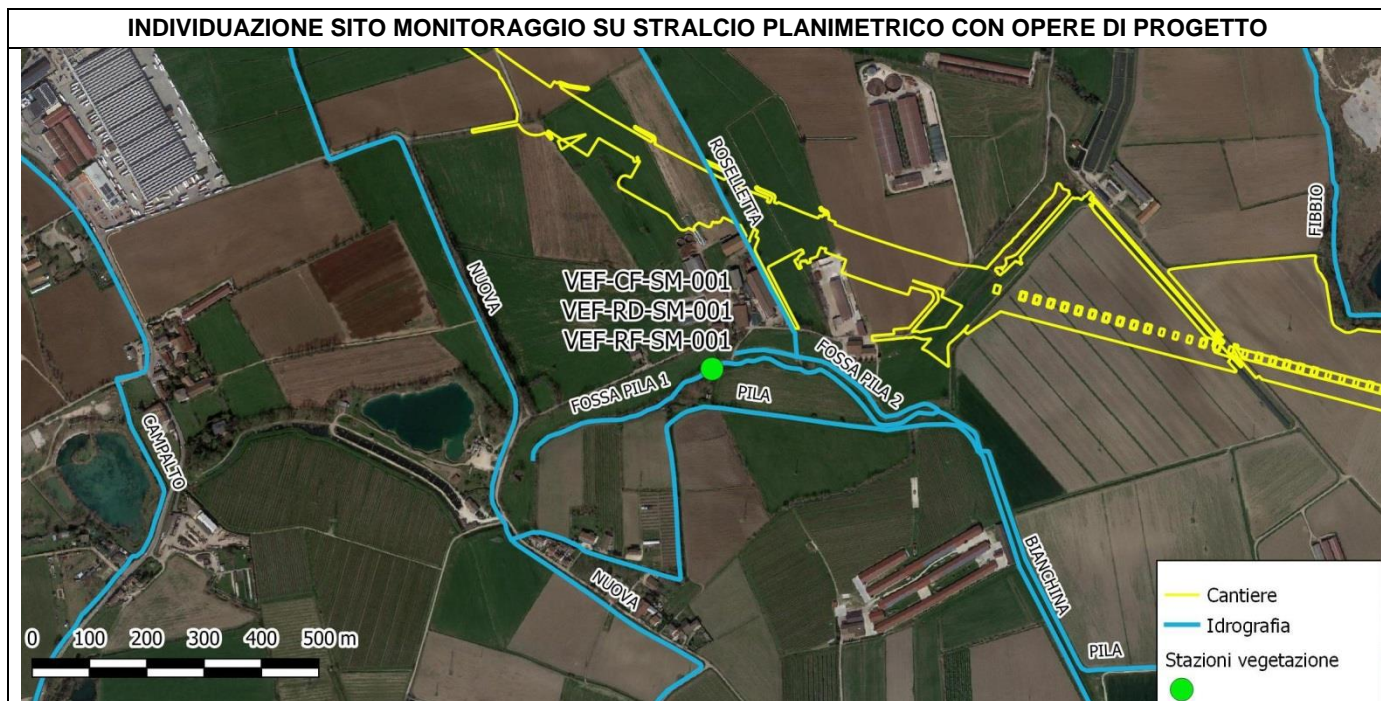 INDIVIDUAZIONE SITO MONITORAGGIO SU STRALCIO PLANIMETRICO CON OPERE DI PROGETTO
ROSELLETTA
FIBBIO
NUOVA
VEF-CF-SM-001
VEF-RD-SM-001
VEF-RF-SM-001
FOSSA PILA 1
PILA
FOSSA PILA 2
CAMPALTO
NUOVA
BIANCHINA
PILA
0 100 200 300 400 500 m
Cantiere
Idrografia
Stazioni vegetazione